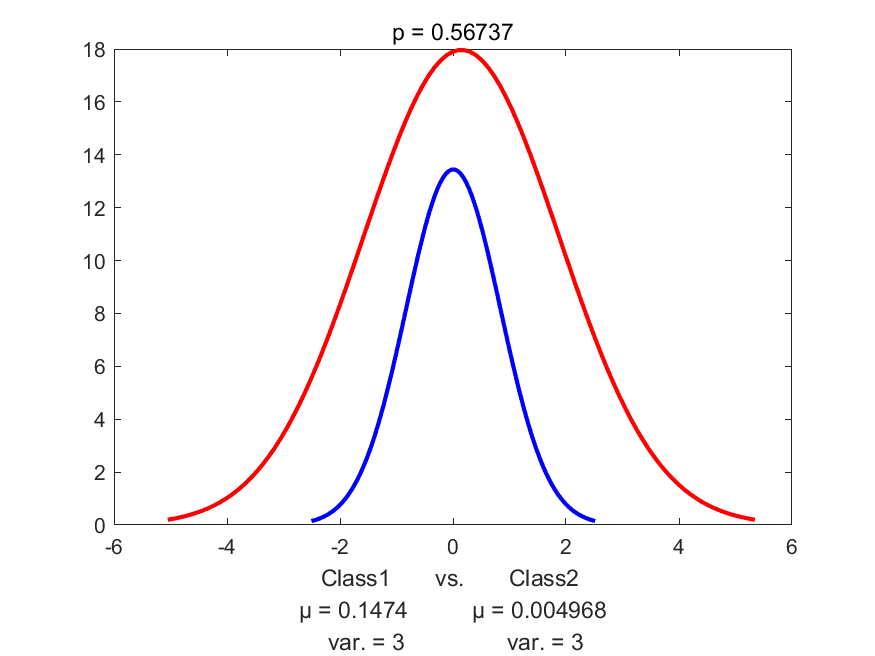 p = 0.56737
18
16
14
12
10
8
6
4
2
0
-6 -4 -2 0 2 4 6
Class1 vs. Class2
μ = 0.1474 μ = 0.004968
var. = 3 var. = 3